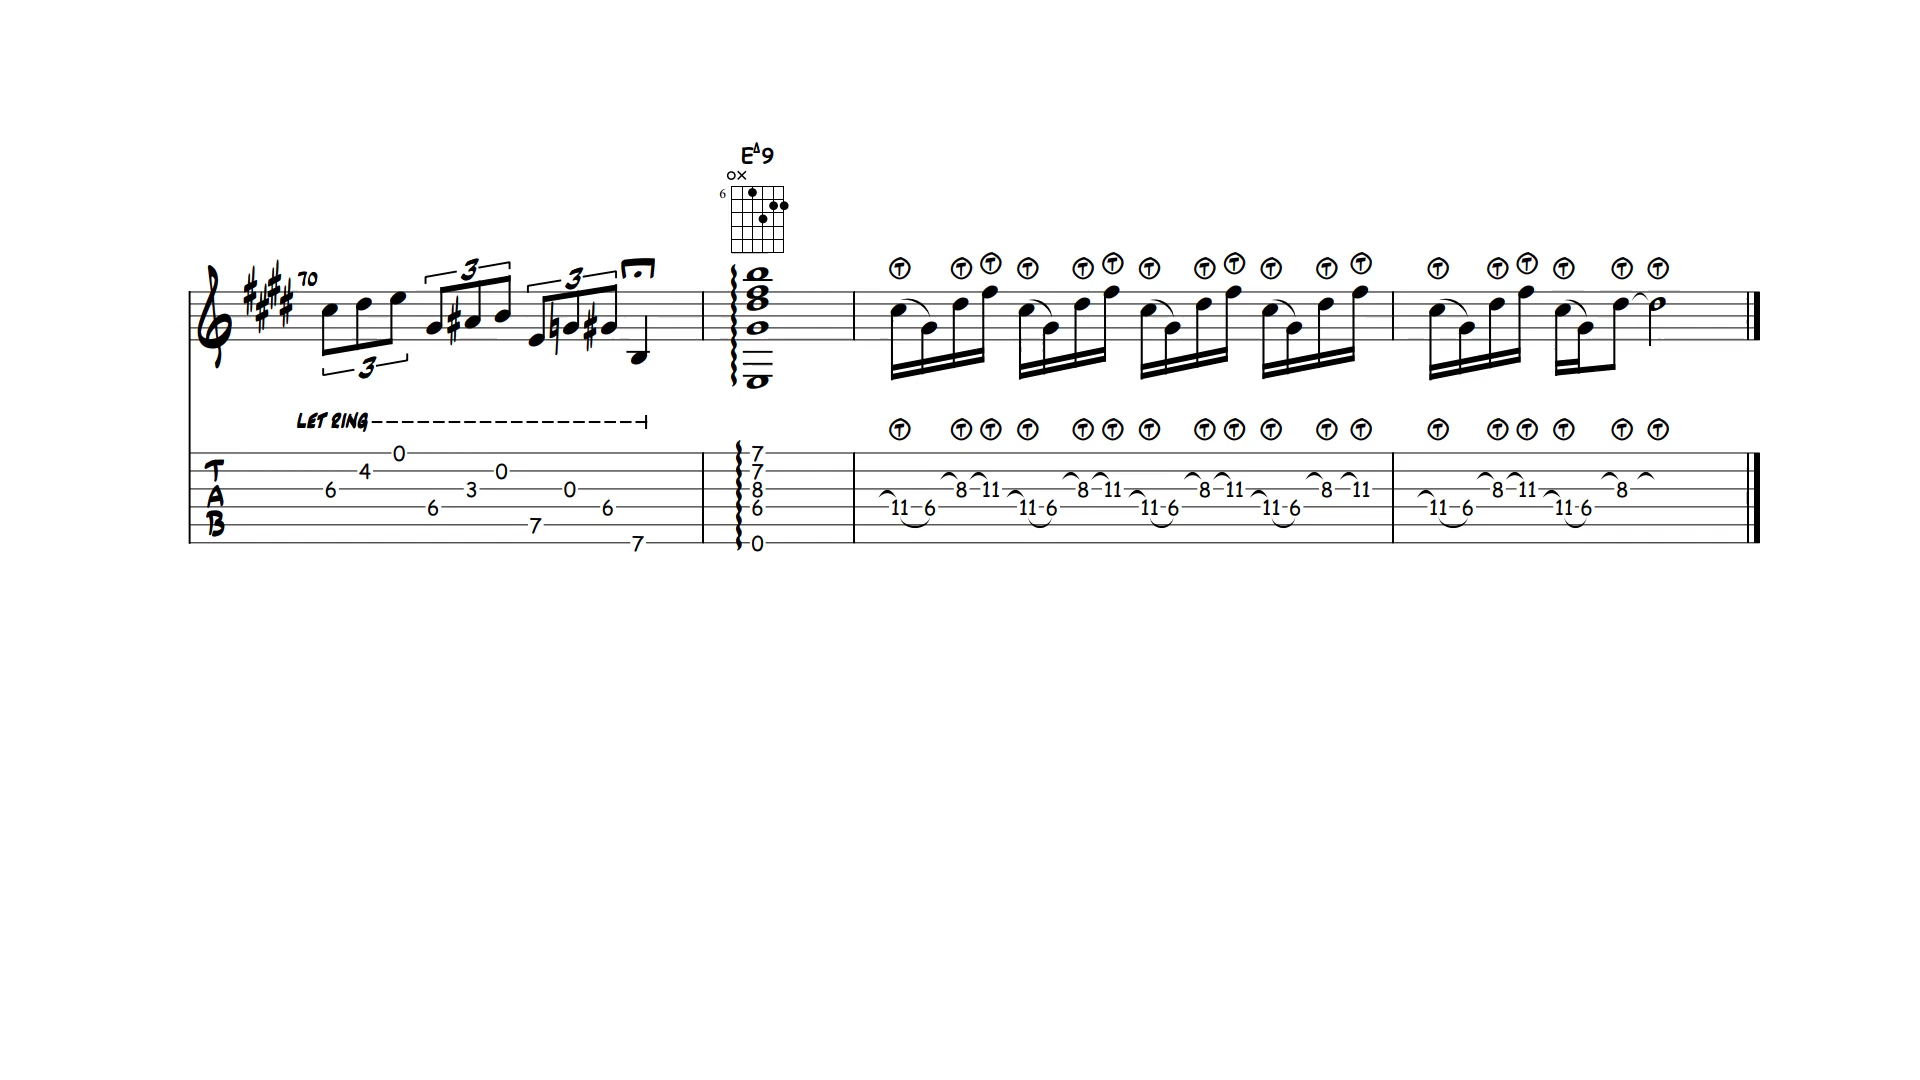 E△9
o×
6
70
3 3
T T T T T T T T T T T T T T T T T T
3
LET RING
T T T T T T T T T T T T T T T T T T
0 7
T 4 0 7
A 6 3 0 8 8 11 8 11 8 11 8 11 8 11 8
6 6 6 11 6 11 6 11 6 11 6 11 6 11 6
B 7
7 0